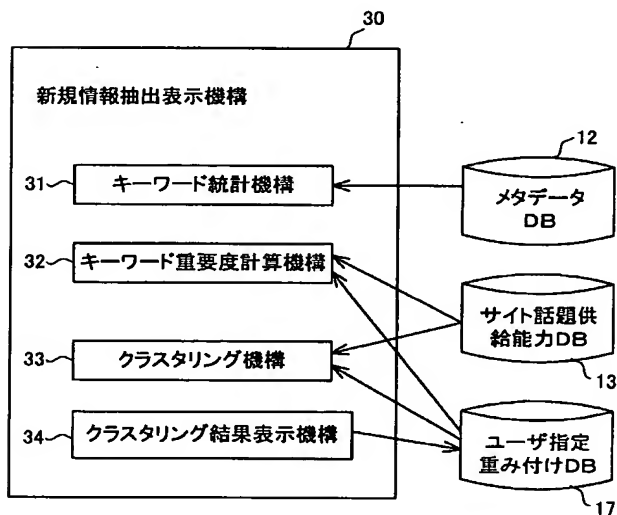 30
新規情報抽出表示機構
12
31
キーワード統計機構
メタデータ
DB
32
キーワード重要度計算機構
サイト話題供
給能力DB
33
クラスタリング機構
13
34
クラスタリング結果表示機構
ユーザ指定
重み付けDB
17